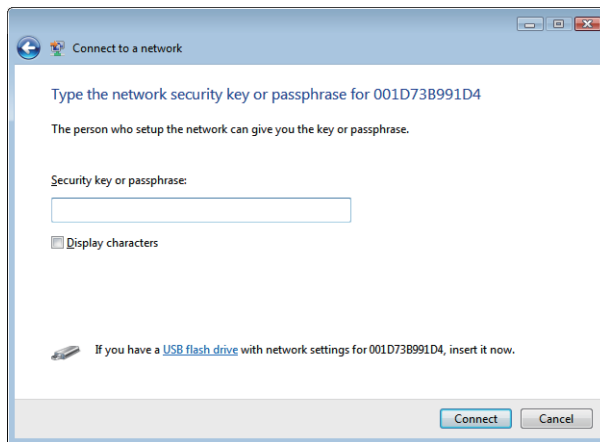 Connect to a network
Type the network security key or passphrase for 001D73B991D4
The person who setup the network can give you the key or passphrase.
Security key or passphrase:
Display characters
If you have a USB flash drive with network settings for 001D73B991D4, insert it now.
Connect Cancel